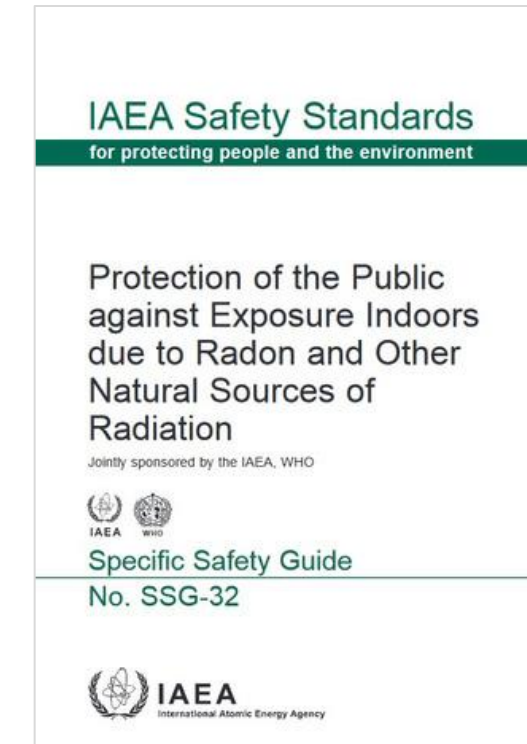 IAEA Safety Standards
for protecting people and the environment
Protection of the Public
against Exposure Indoors
due to Radon and Other
Natural Sources of
Radiation
Jointly sponsored by the IAEA, WHO
IAEA WHO
Specific Safety Guide
No. SSG-32
IAEA
International Atomic Energy Agency